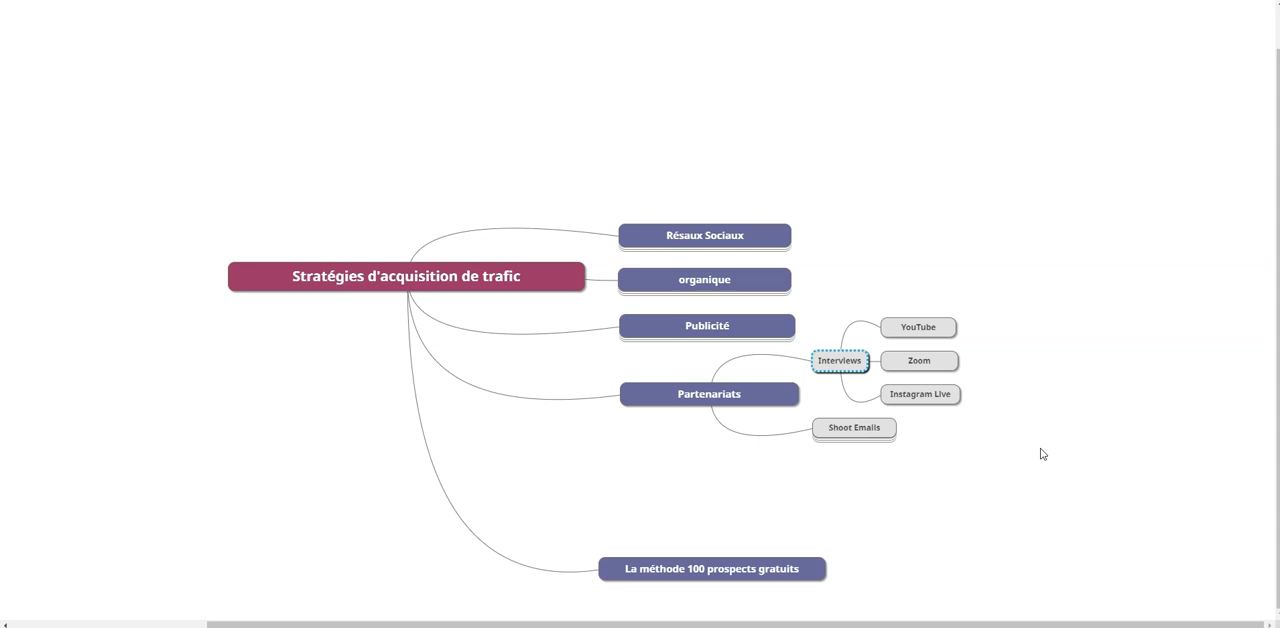 Stratégies d'acquisition de trafic
Résaux Sociaux
organique
Publicité
Partenariats
Interviews
YouTube
Zoom
Instagram Live
Shoot Emails
La méthode 100 prospects gratuits